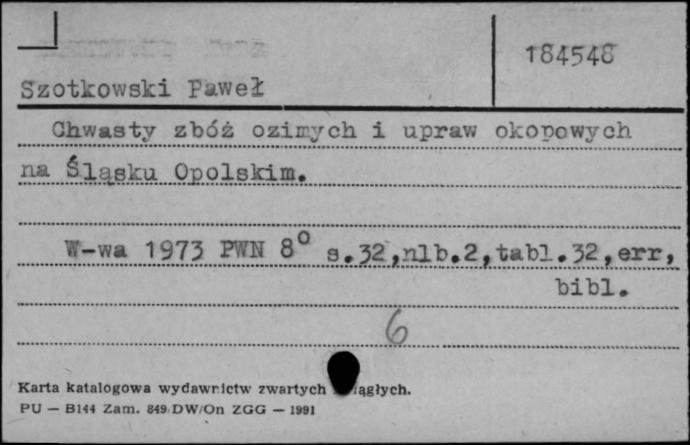 184548
Szotkowski Paweł
Chwasty zbóż ozimych i upraw okopowych
na Śląsku Opolskim.
W-wa 1973 PWN 8° s.32,nlb.2,tabl.32,err,
bibl.
6
Karta katalogowa wydawnictw zwartych
PU — B144 Zam. 849/DW/On ZGG — 1991